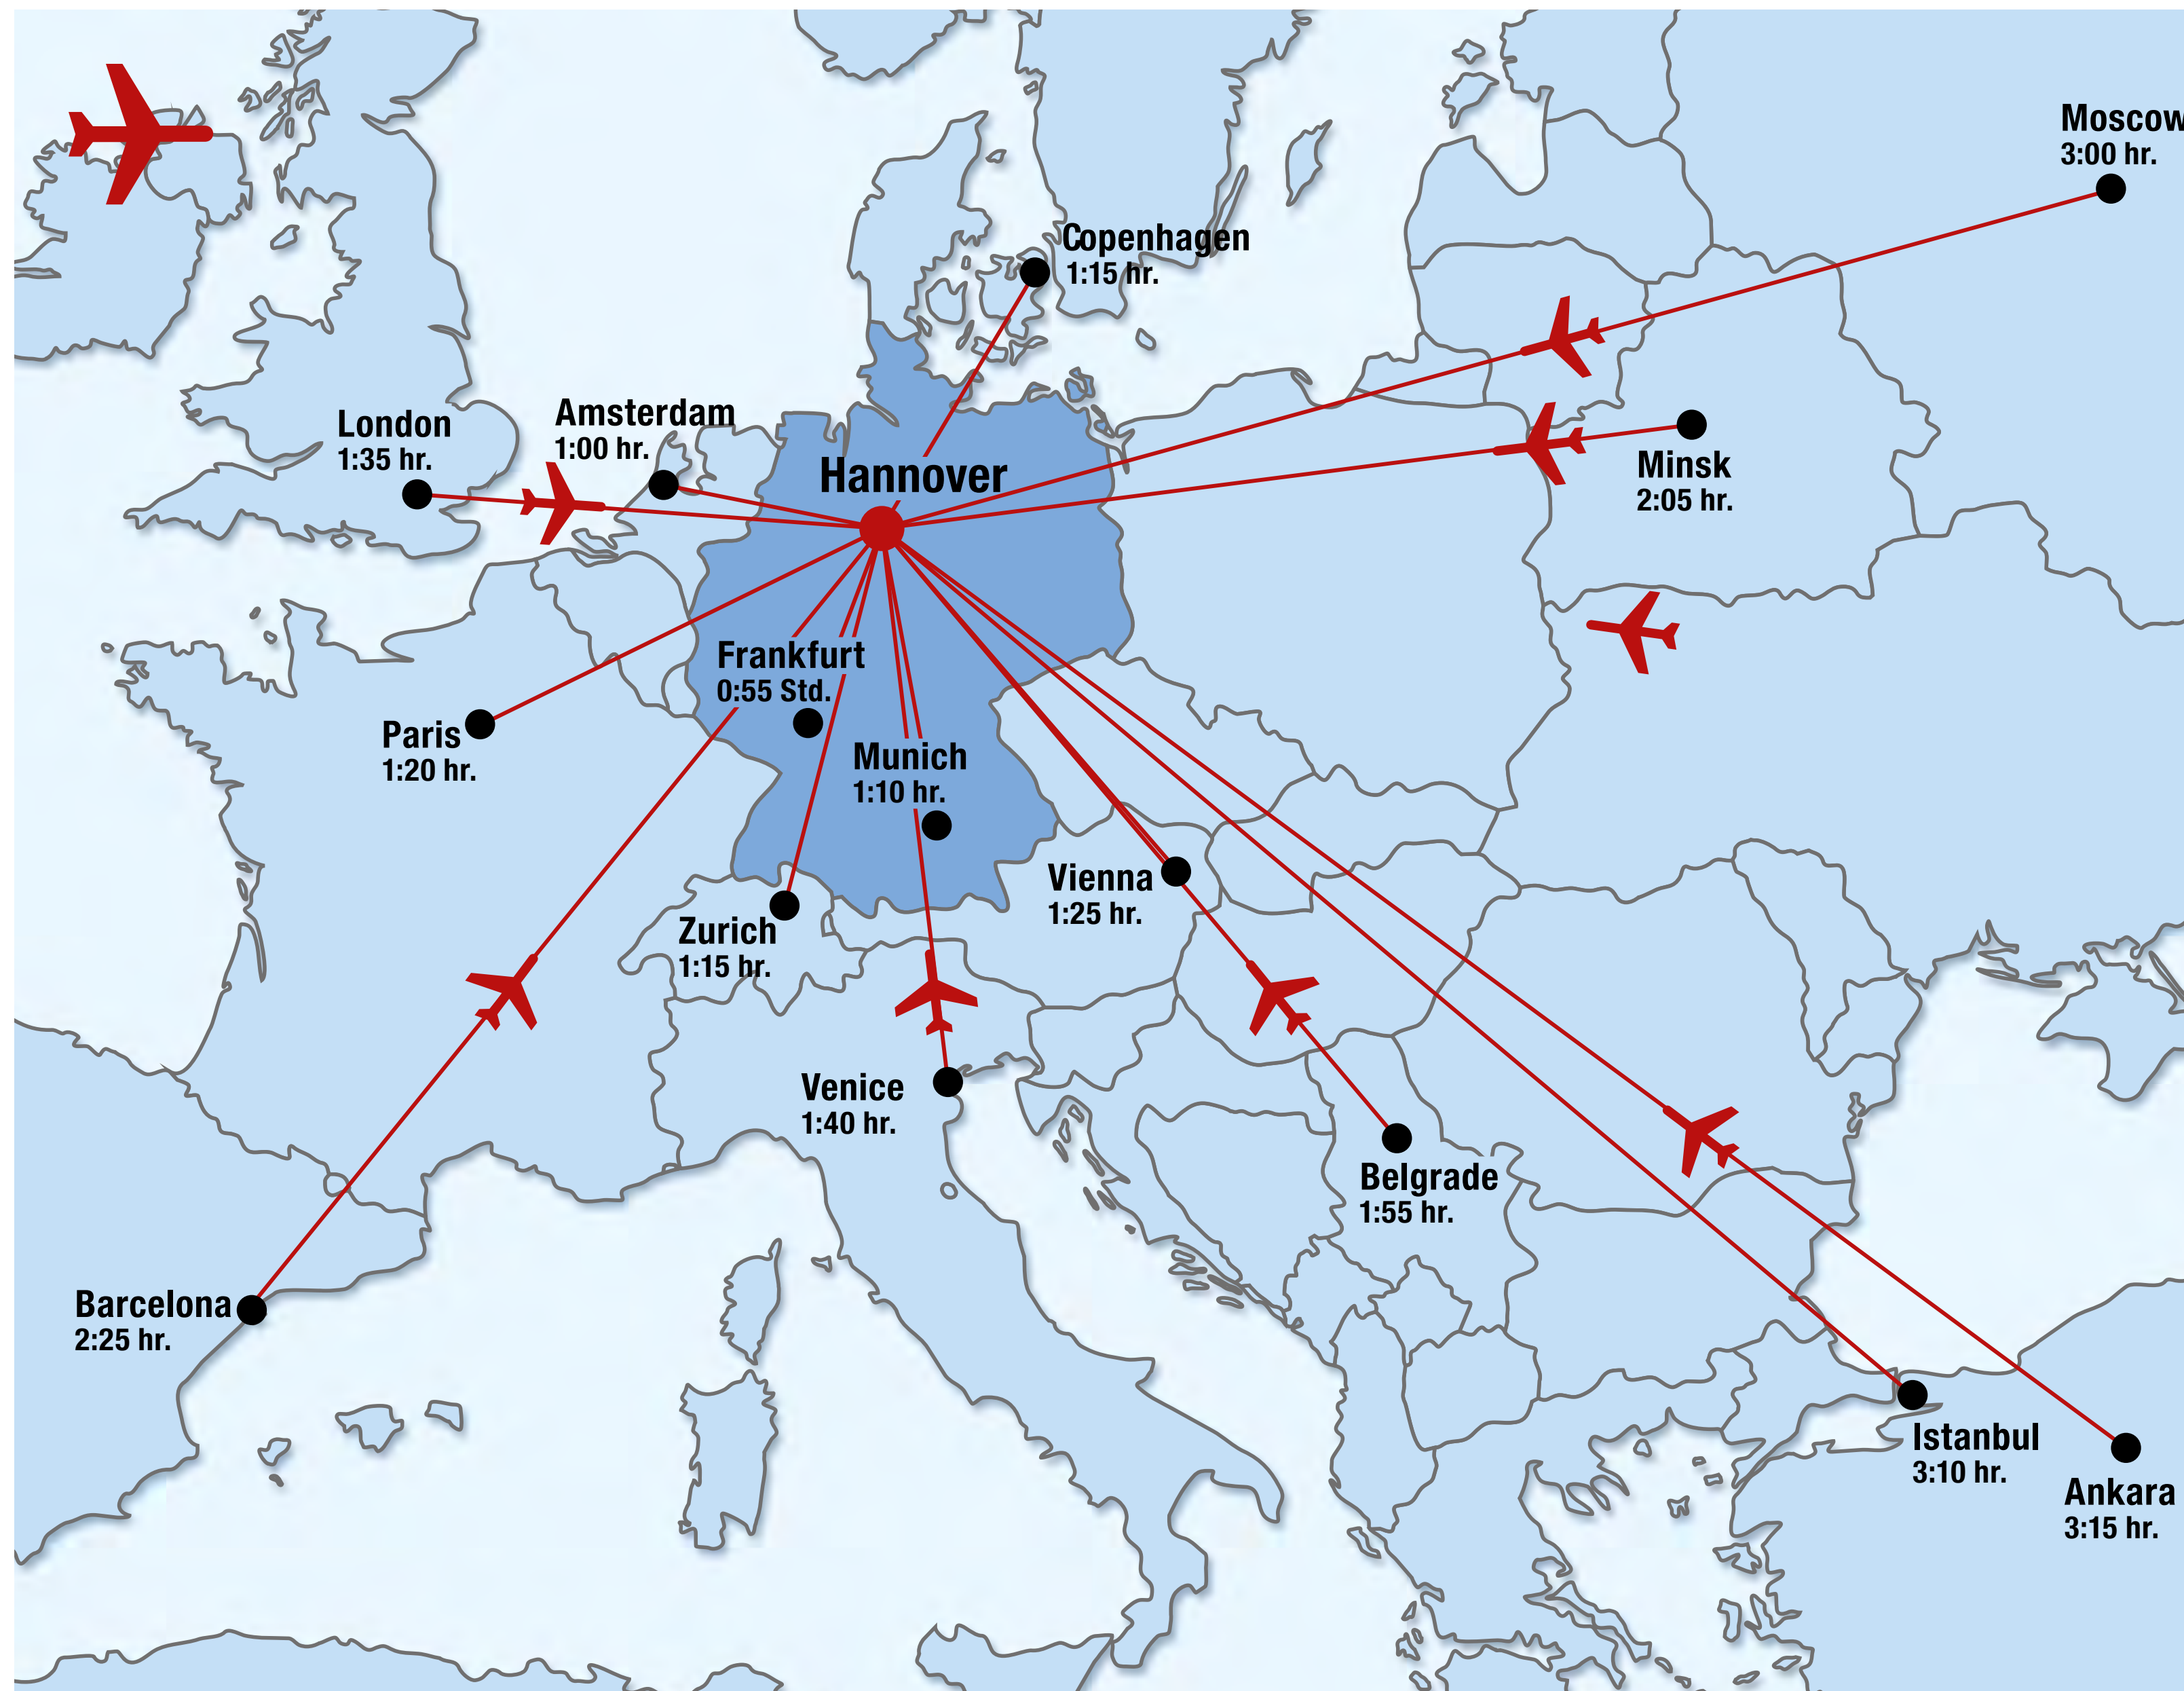 Moscow
3:00 hr.
Copenhagen
1:15 hr.
London
1:35 hr.
Amsterdam
1:00 hr.
Hannover
Minsk
2:05 hr.
Frankfurt
0:55 Std.
Paris
1:20 hr.
Munich
1:10 hr.
Vienna
1:25 hr.
Zurich
1:15 hr.
Venice
1:40 hr.
Belgrade
1:55 hr.
Barcelona
2:25 hr.
Istanbul
3:10 hr.
Ankara
3:15 hr.